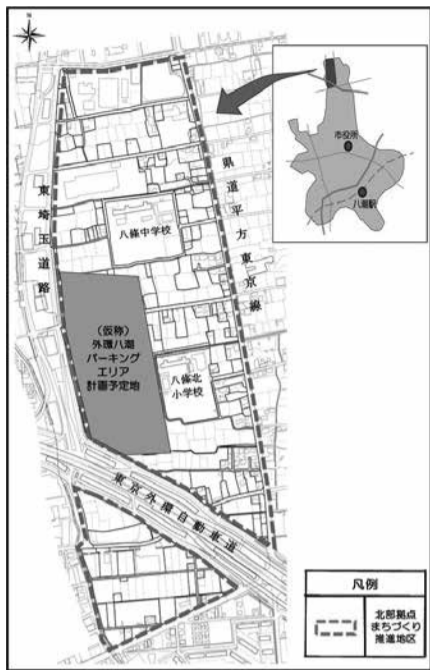 N
市役所
八潮駅
東埼玉道路
県道平方東京線
八條中学校
（仮称）
外環八潮
パーキング
エリア
計画予定地
八條北
小学校
東京外環自動車道
凡例
北部拠点
まちづくり
推進地区